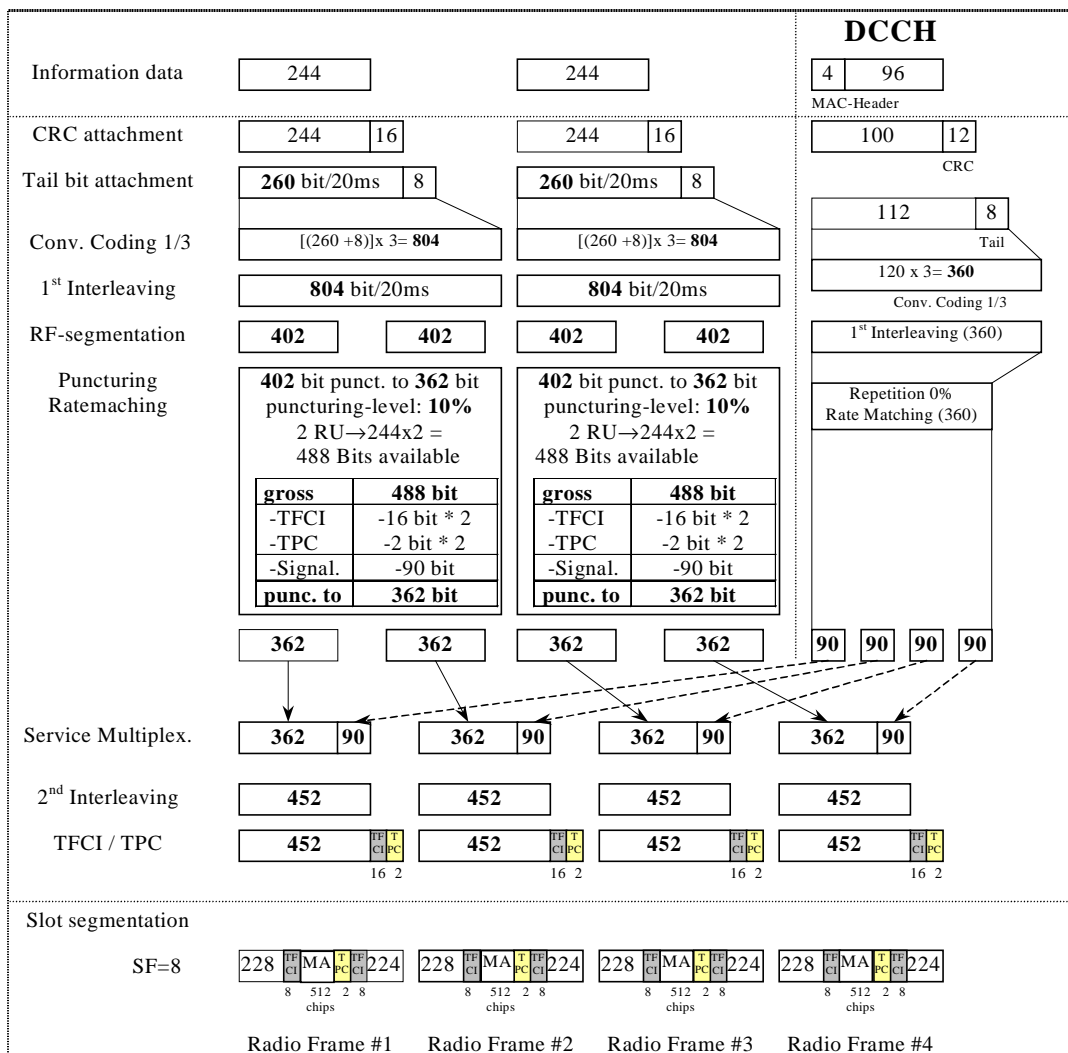 DCCH
Information data 244 244 4 96
MAC-Header
CRC attachment 244 16 244 16 100 12
CRC
Tail bit attachment 260 bit/20ms 8 260 bit/20ms 8
112 8
Tail
Conv. Coding 1/3 [(260 +8)]x 3= 804 [(260 +8)]x 3= 804
120 x 3= 360
Conv. Coding 1/3
1st Interleaving 804 bit/20ms 804 bit/20ms
RF-segmentation 402 402 402 402 1st Interleaving (360)
Puncturing
Ratemaching
402 bit punct. to 362 bit
puncturing-level: 10%
2 RU→244x2 =
488 Bits available
gross 488 bit
-TFCI -16 bit * 2
-TPC -2 bit * 2
-Signal. -90 bit
punc. to 362 bit
402 bit punct. to 362 bit
puncturing-level: 10%
2 RU→244x2 =
488 Bits available
gross 488 bit
-TFCI -16 bit * 2
-TPC -2 bit * 2
-Signal. -90 bit
punc. to 362 bit
Repetition 0%
Rate Matching (360)
362 362 362 362 90 90 90 90
Service Multiplex. 362 90 362 90 362 90 362 90
2nd Interleaving 452 452 452 452
TFCI / TPC 452 TF CI T PC 452 TF CI T PC 452 TF CI T PC 452 TF CI T PC
16 2 16 2 16 2 16 2
Slot segmentation
SF=8 228 TF CI MA T PC TF CI 224 228 TF CI MA T PC TF CI 224 228 TF CI MA T PC TF CI 224 228 TF CI MA T PC TF CI 224
8 512 2 8 8 512 2 8 8 512 2 8 8 512 2 8
chips chips chips chips
Radio Frame #1 Radio Frame #2 Radio Frame #3 Radio Frame #4